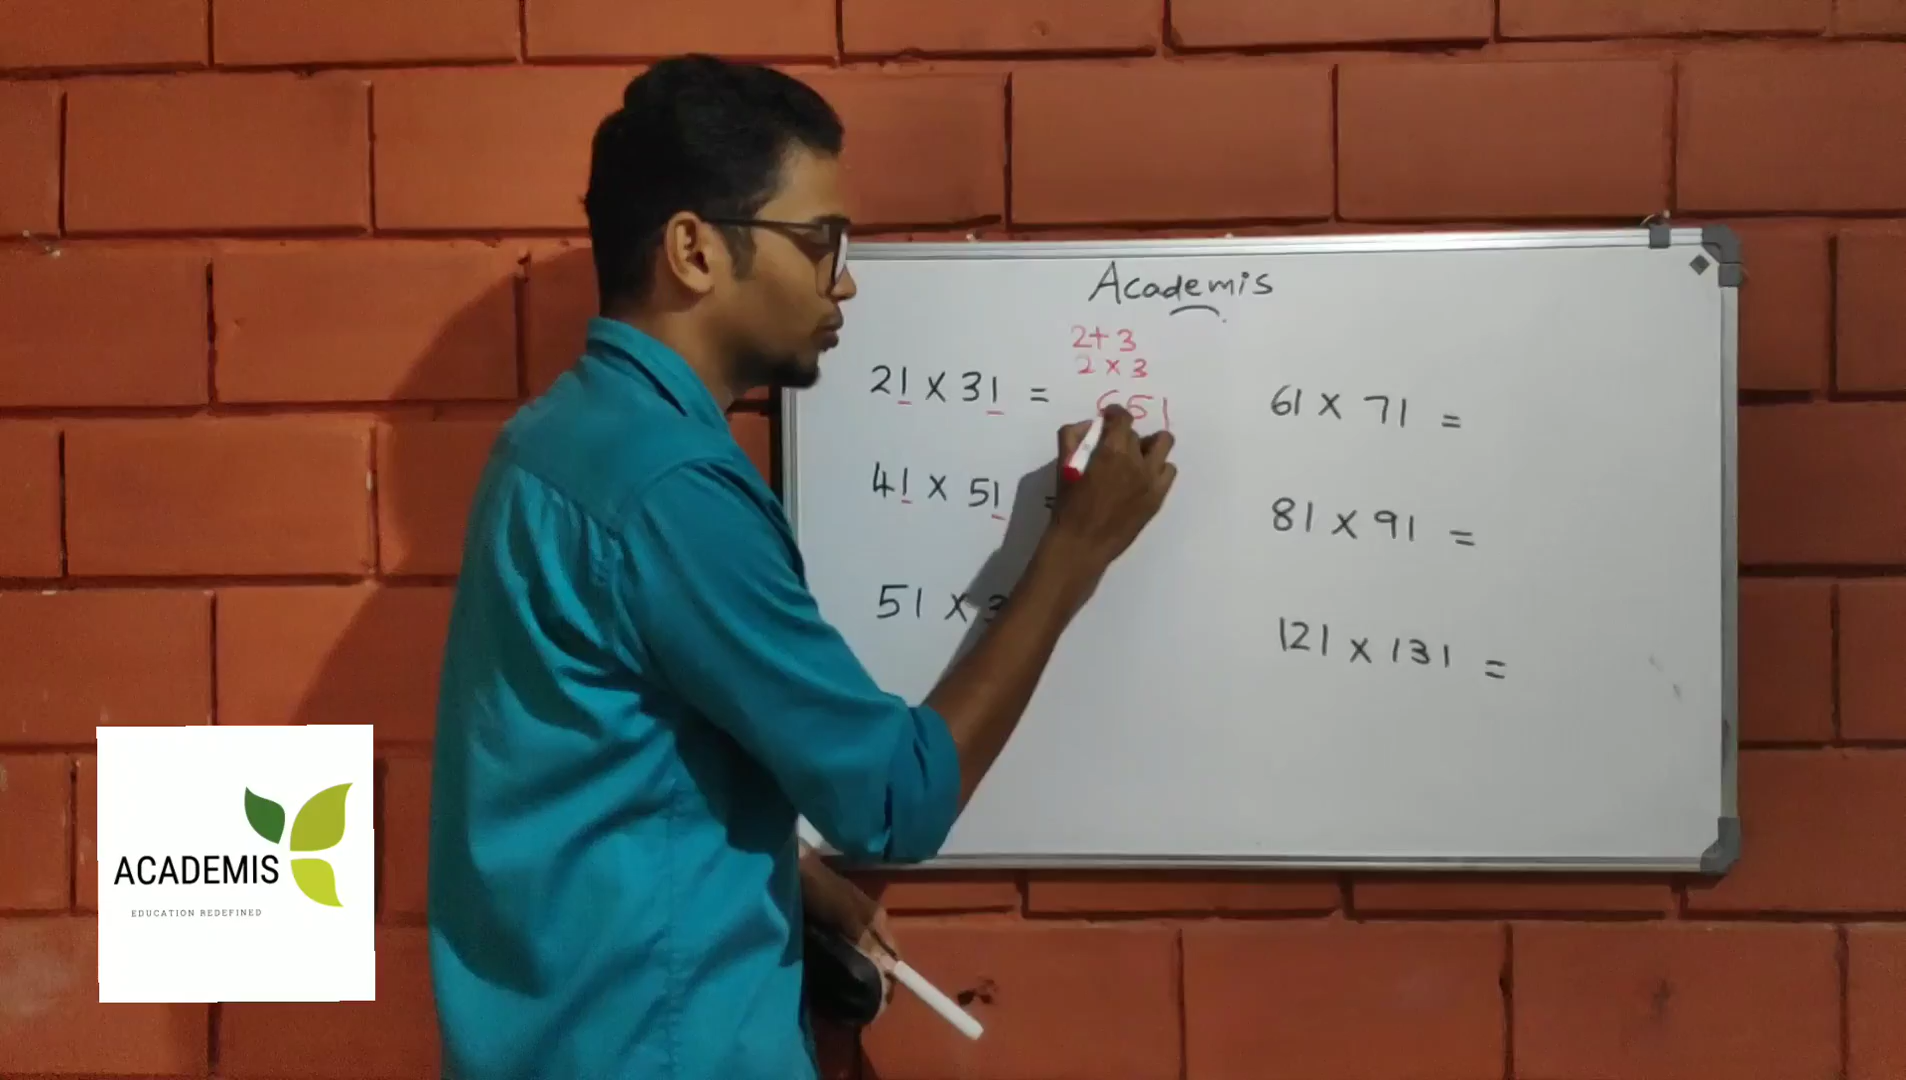 Academis
2 + 3
2 x 3
21 x 31 = 651
41 x 51 =
51 x 3
61 x 71 =
81 x 91 =
121 x 131 =
ACADEMIS
EDUCATION REDEFINED